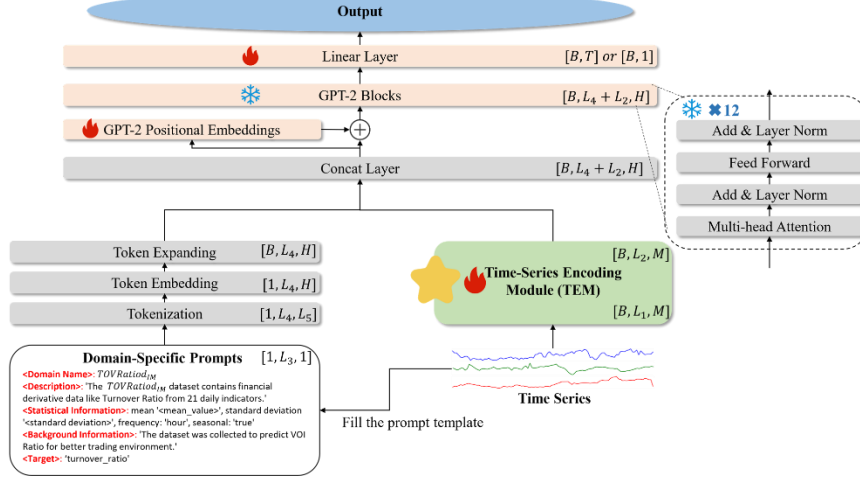 Output
Linear Layer
[B, T] or [B, 1]
GPT-2 Blocks
[B, L₄ + L₂, H]
GPT-2 Positional Embeddings
Concat Layer
[B, L₄ + L₂, H]
×12
Add & Layer Norm
Feed Forward
Add & Layer Norm
Multi-head Attention
Token Expanding
[B, L₄, H]
Token Embedding
[1, L₄, H]
Tokenization
[1, L₄, L₅]
[B, L₂, M]
Time-Series Encoding
Module (TEM)
[B, L₁, M]
Domain-Specific Prompts
[1, L₃, 1]
<Domain Name>: TOVRatiod_IM
<Description>: 'The TOVRatiod_IM dataset contains financial
derivative data like Turnover Ratio from 21 daily indicators.'
<Statistical Information>: mean '<mean_value>', standard deviation
'<standard deviation>', frequency: 'hour', seasonal: 'true'
<Background Information>: 'The dataset was collected to predict VOI
Ratio for better trading environment.'
<Target>: 'turnover_ratio'
Time Series
Fill the prompt template